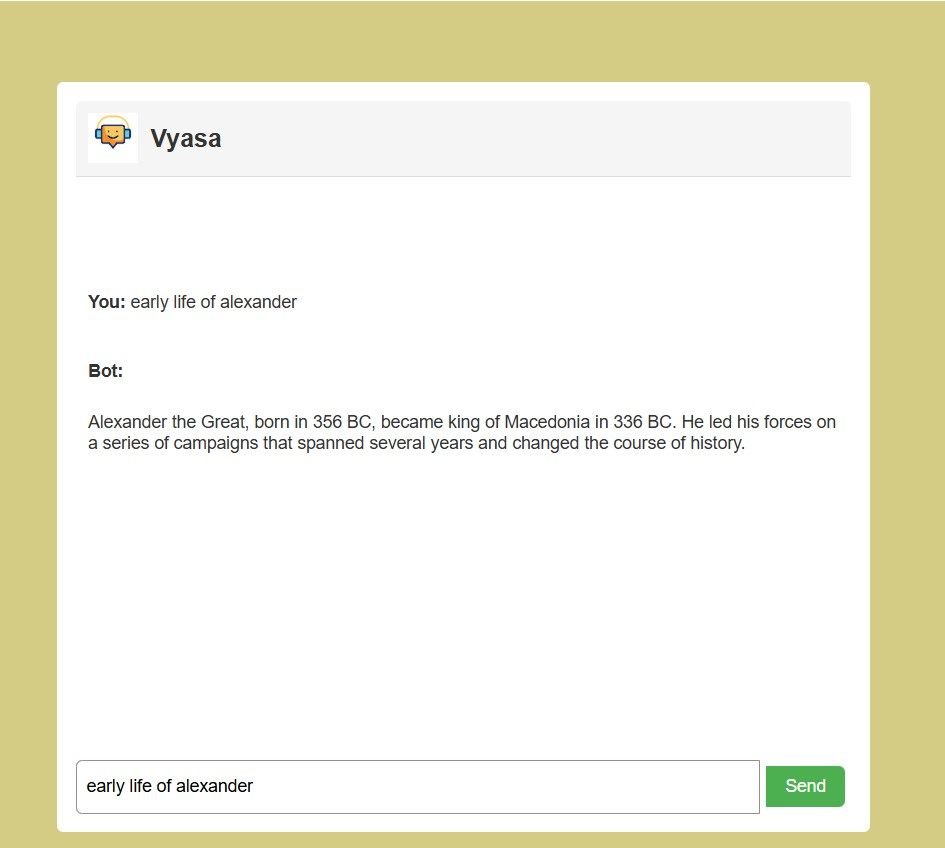 Vyasa
You: early life of alexander
Bot:
Alexander the Great, born in 356 BC, became king of Macedonia in 336 BC. He led his forces on
a series of campaigns that spanned several years and changed the course of history.
early life of alexander
Send